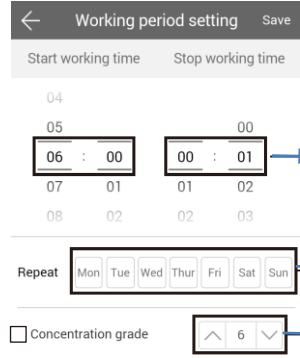 Working period setting Save
Start working time Stop working time
04
05 00
06 : 00 00 : 01
07 01 01 02
08 02 02 03
Repeat Mon Tue Wed Thur Fri Sat Sun
Concentration grade 6